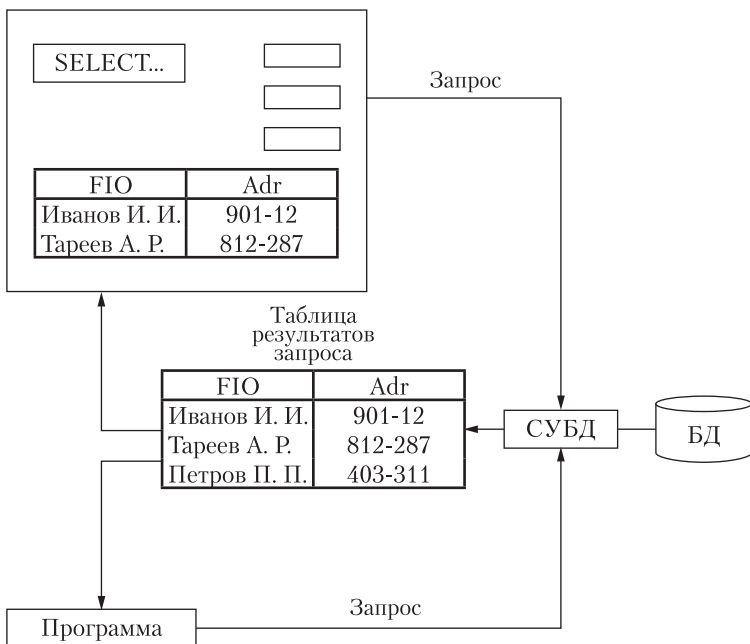 SELECT...
Запрос
FIO Adr
Иванов И. И. 901-12
Тареев А. Р. 812-287
Таблица
результатов
запроса
FIO Adr
Иванов И. И. 901-12
Тареев А. Р. 812-287
Петров П. П. 403-311
СУБД
БД
Запрос
Программа